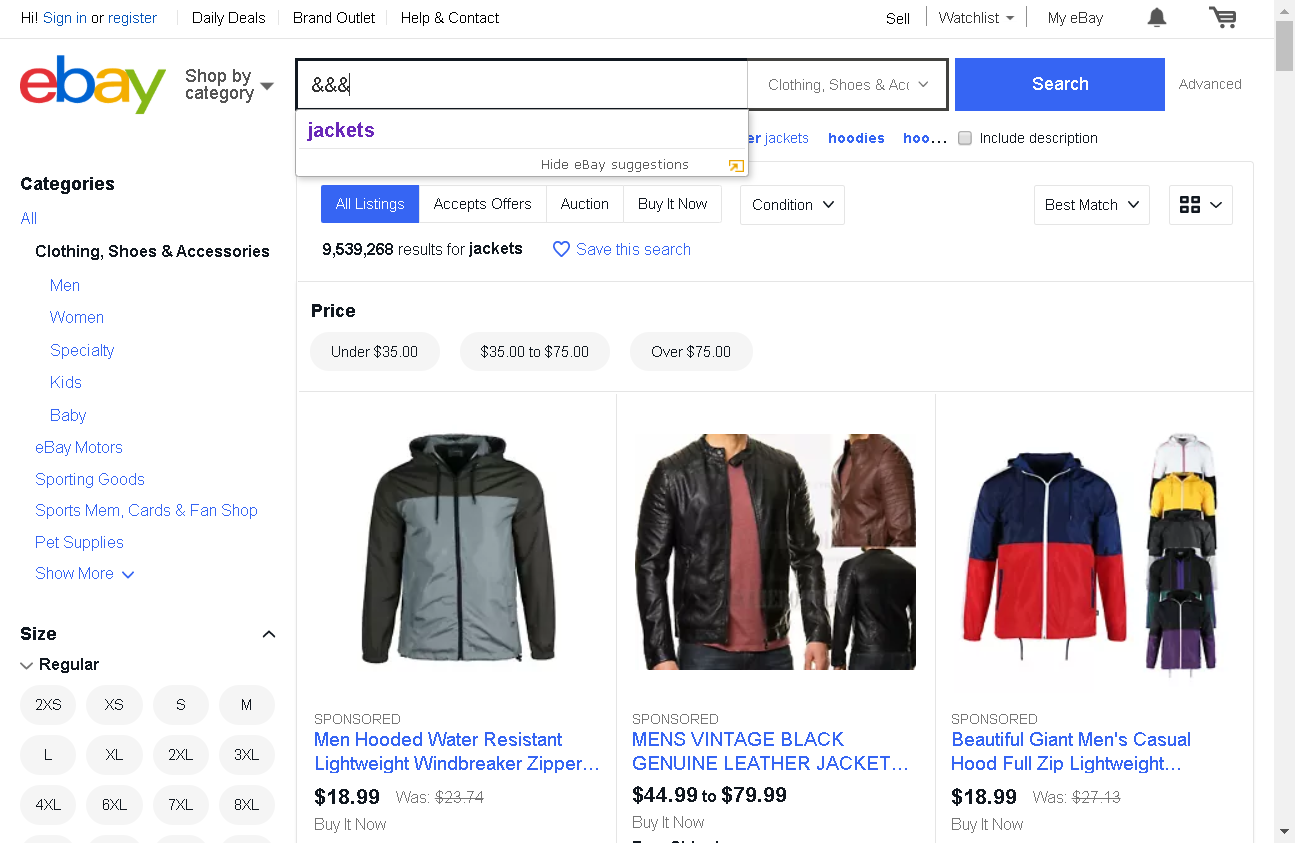 Hi! Sign in or register
Daily Deals
Brand Outlet
Help & Contact
Sell
Watchlist
My eBay
ebay
Shop by category
&&&
Clothing, Shoes & Acc
Search
Advanced
jackets
Hide eBay suggestions
er jackets
hoodies
hoo...
Include description
Categories
All
Clothing, Shoes & Accessories
Men
Women
Specialty
Kids
Baby
eBay Motors
Sporting Goods
Sports Mem, Cards & Fan Shop
Pet Supplies
Show More
Size
Regular
2XS XS S M
L XL 2XL 3XL
4XL 6XL 7XL 8XL
All Listings
Accepts Offers
Auction
Buy It Now
Condition
Best Match
9,539,268 results for jackets
Save this search
Price
Under $35.00
$35.00 to $75.00
Over $75.00
SPONSORED
Men Hooded Water Resistant
Lightweight Windbreaker Zipper...
$18.99 Was: $23.74
Buy It Now
SPONSORED
MENS VINTAGE BLACK
GENUINE LEATHER JACKET...
$44.99 to $79.99
Buy It Now
SPONSORED
Beautiful Giant Men's Casual
Hood Full Zip Lightweight...
$18.99 Was: $27.13
Buy It Now